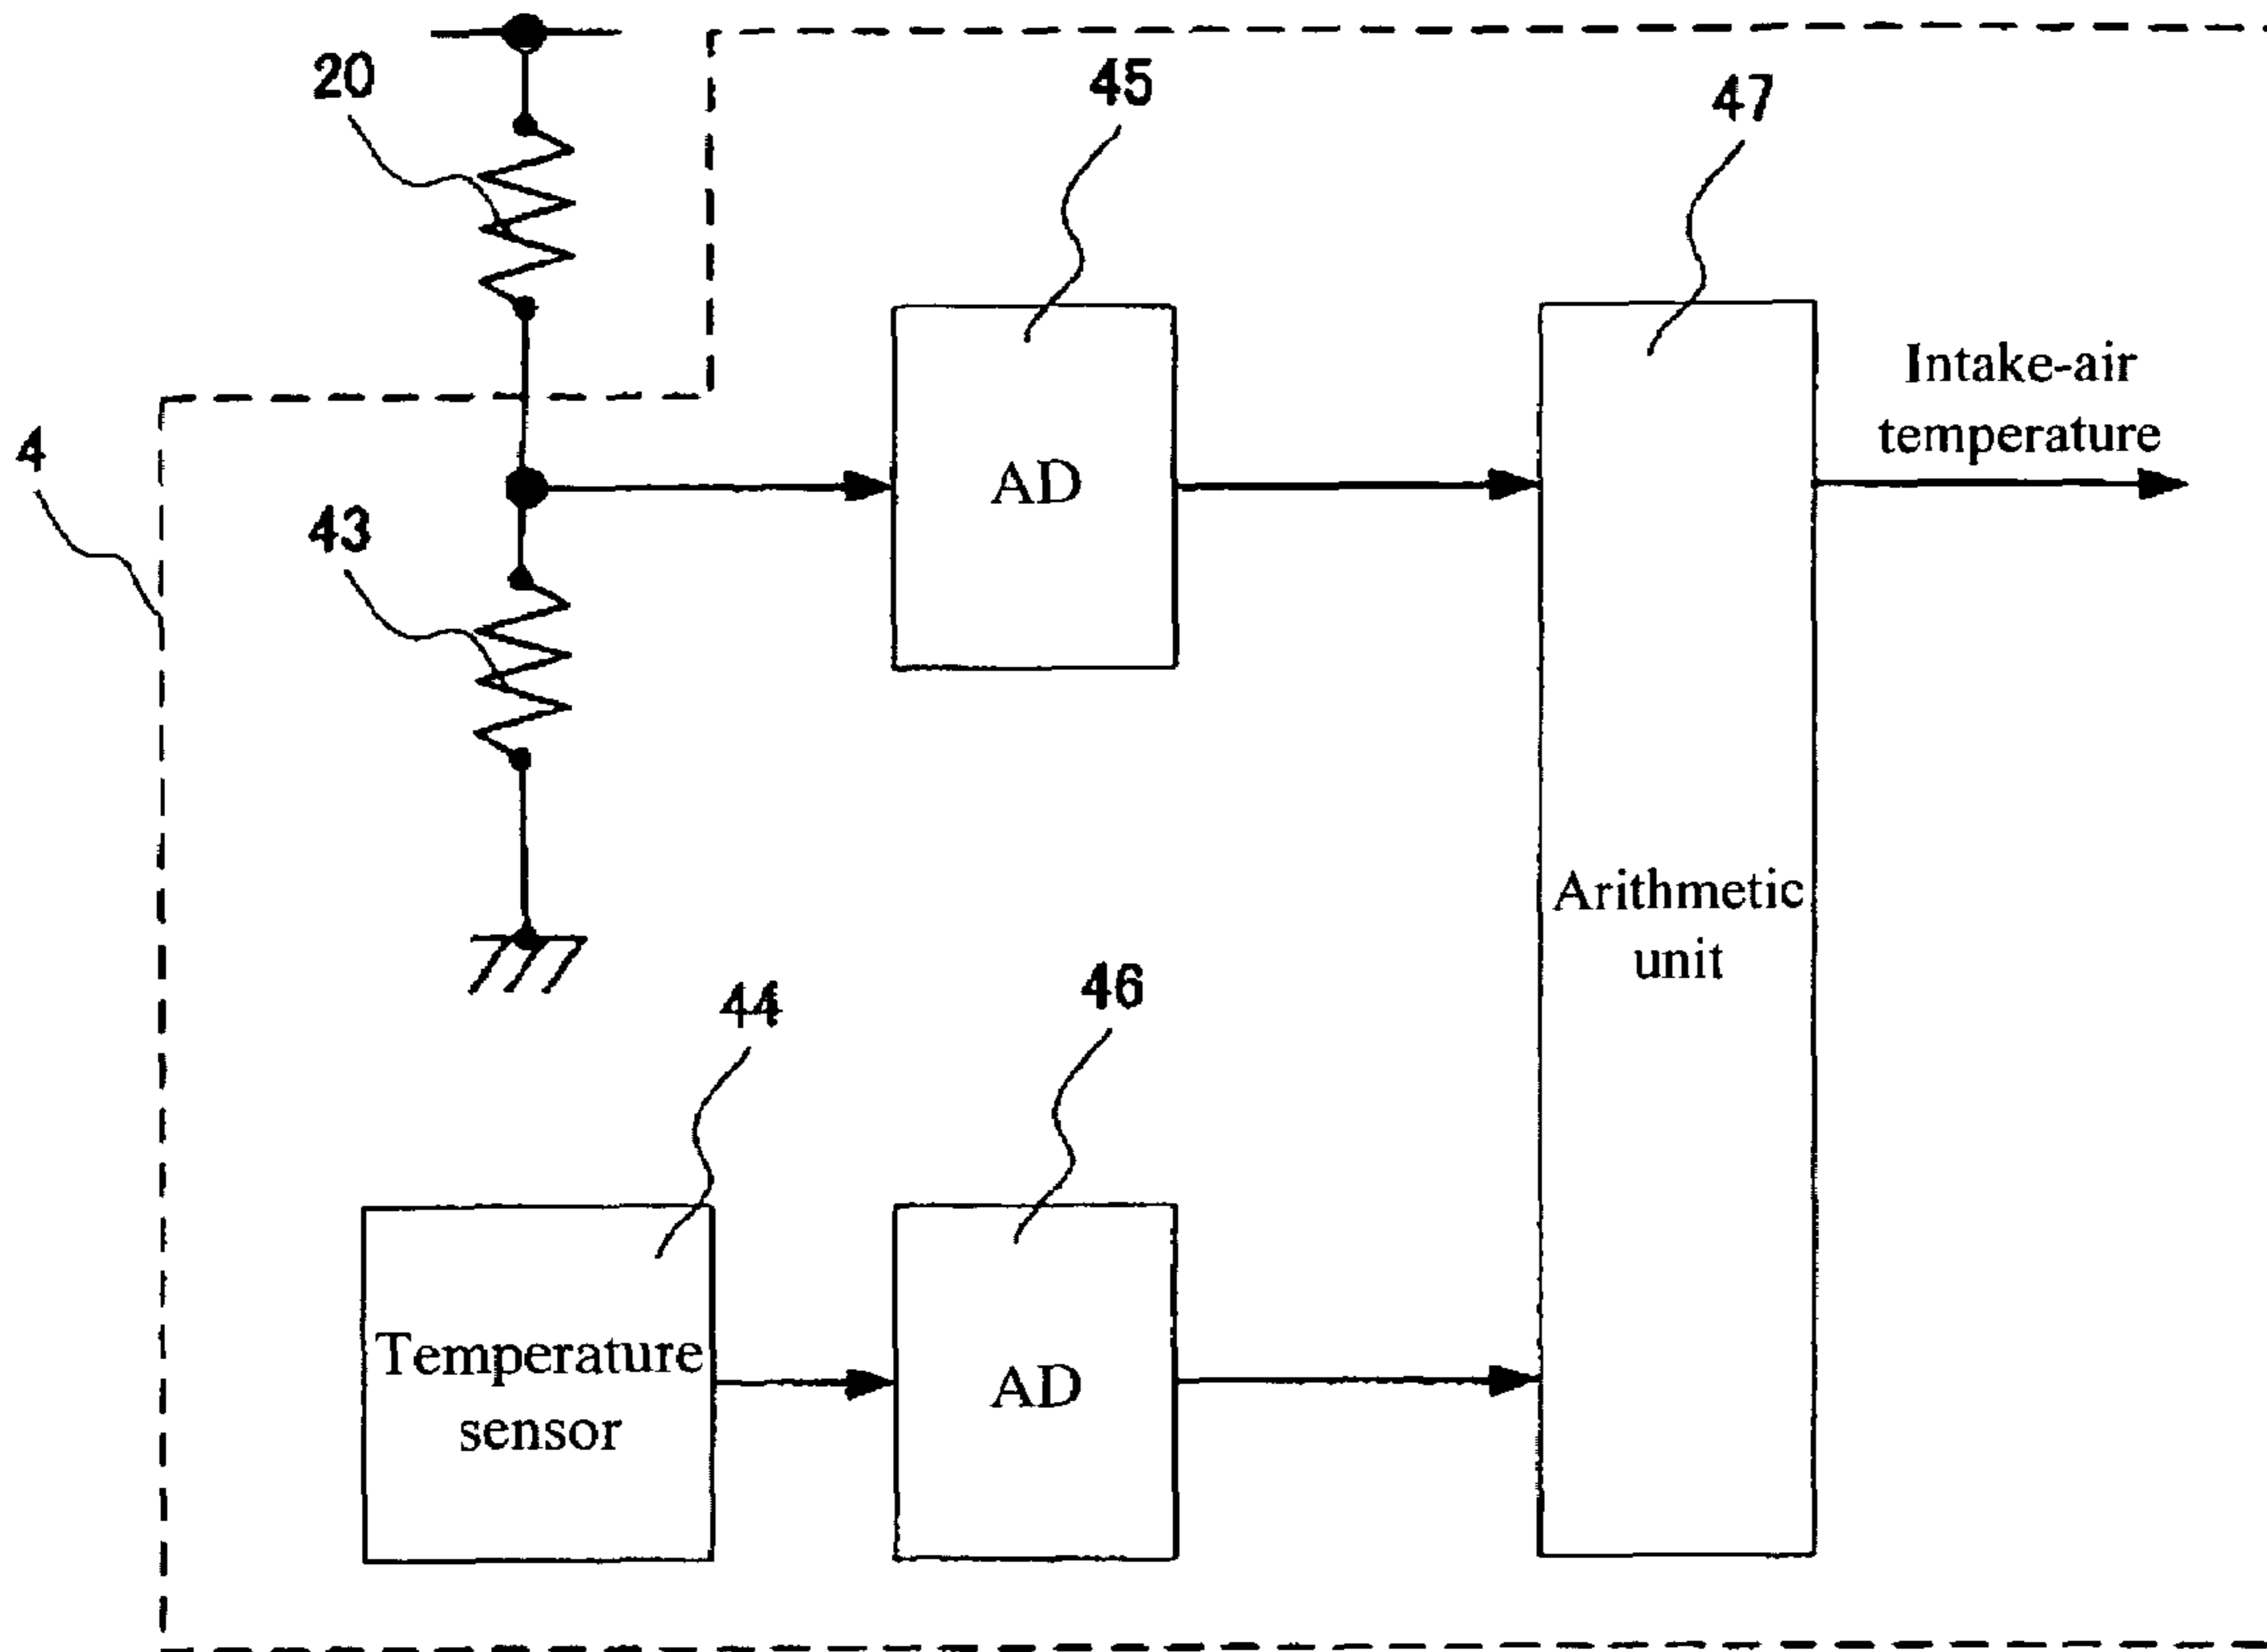 20
45
47
Intake-air
temperature
4
AD
43
Arithmetic
unit
44
46
Temperature
sensor
AD